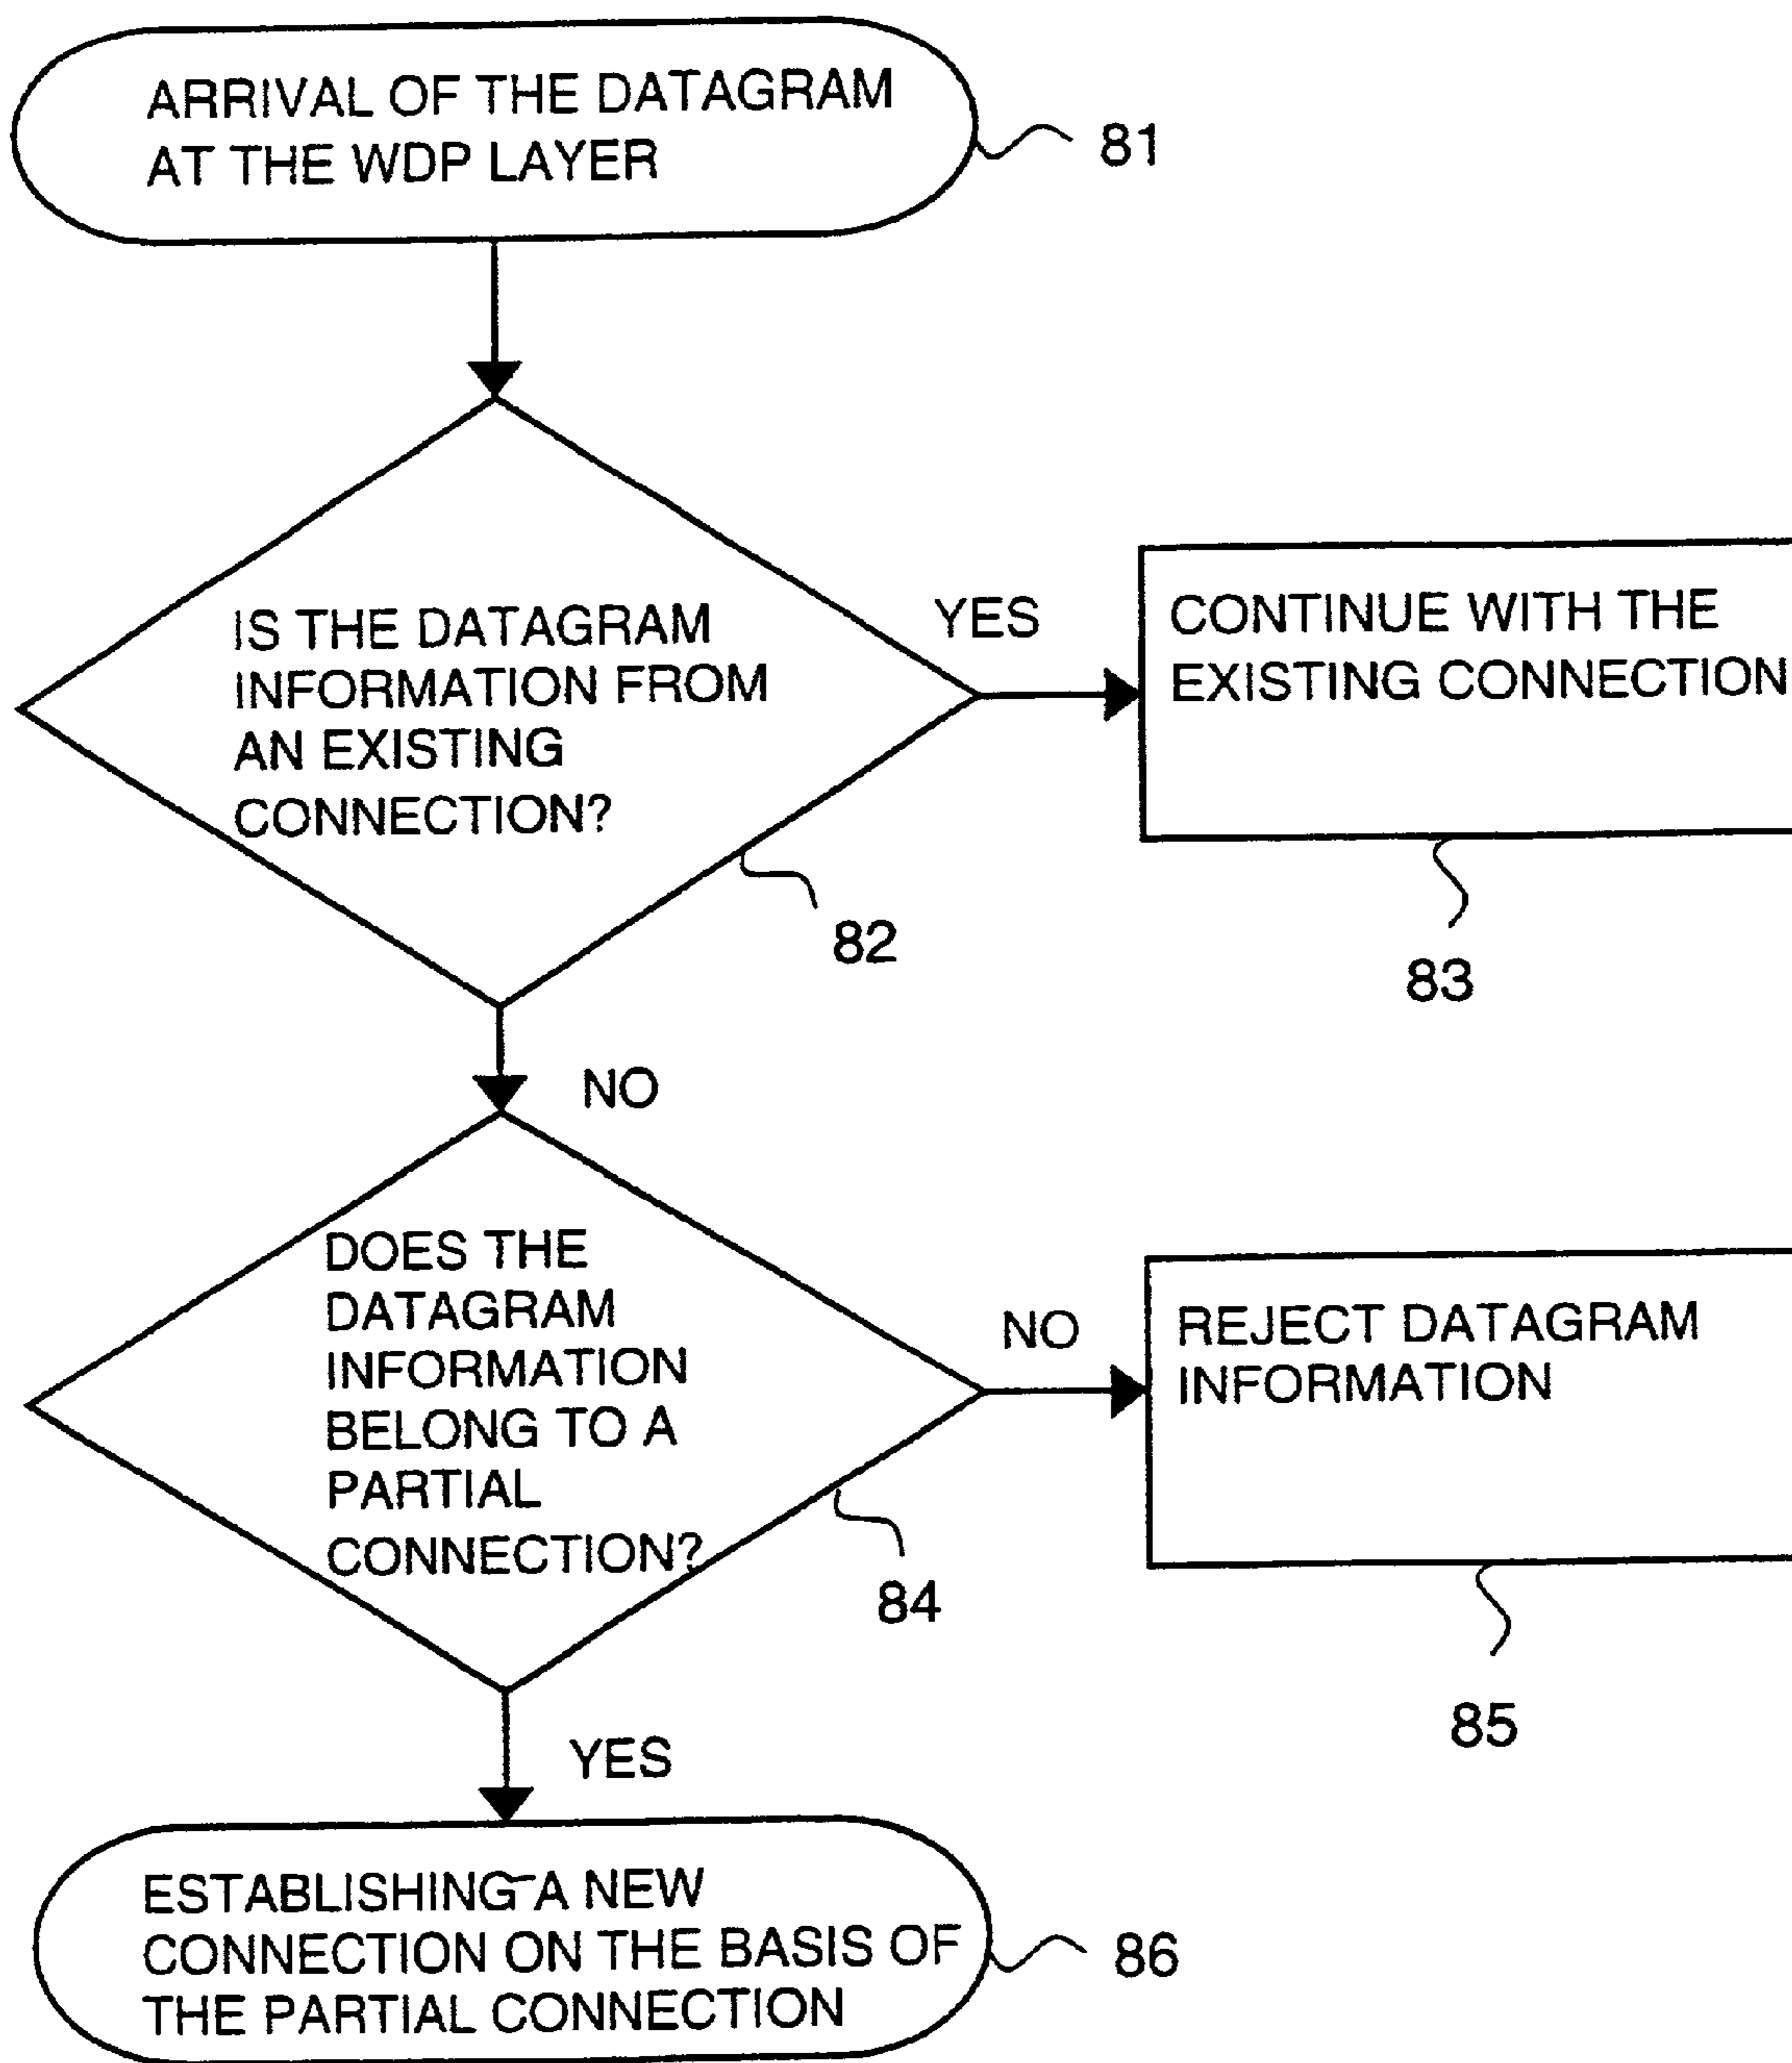 ARRIVAL OF THE DATAGRAM
AT THE WDP LAYER
81
IS THE DATAGRAM
INFORMATION FROM
AN EXISTING
CONNECTION?
YES
CONTINUE WITH THE
EXISTING CONNECTION
82
83
NO
DOES THE
DATAGRAM
INFORMATION
BELONG TO A
PARTIAL
CONNECTION?
NO
REJECT DATAGRAM
INFORMATION
84
85
YES
ESTABLISHING A NEW
CONNECTION ON THE BASIS OF
THE PARTIAL CONNECTION
86